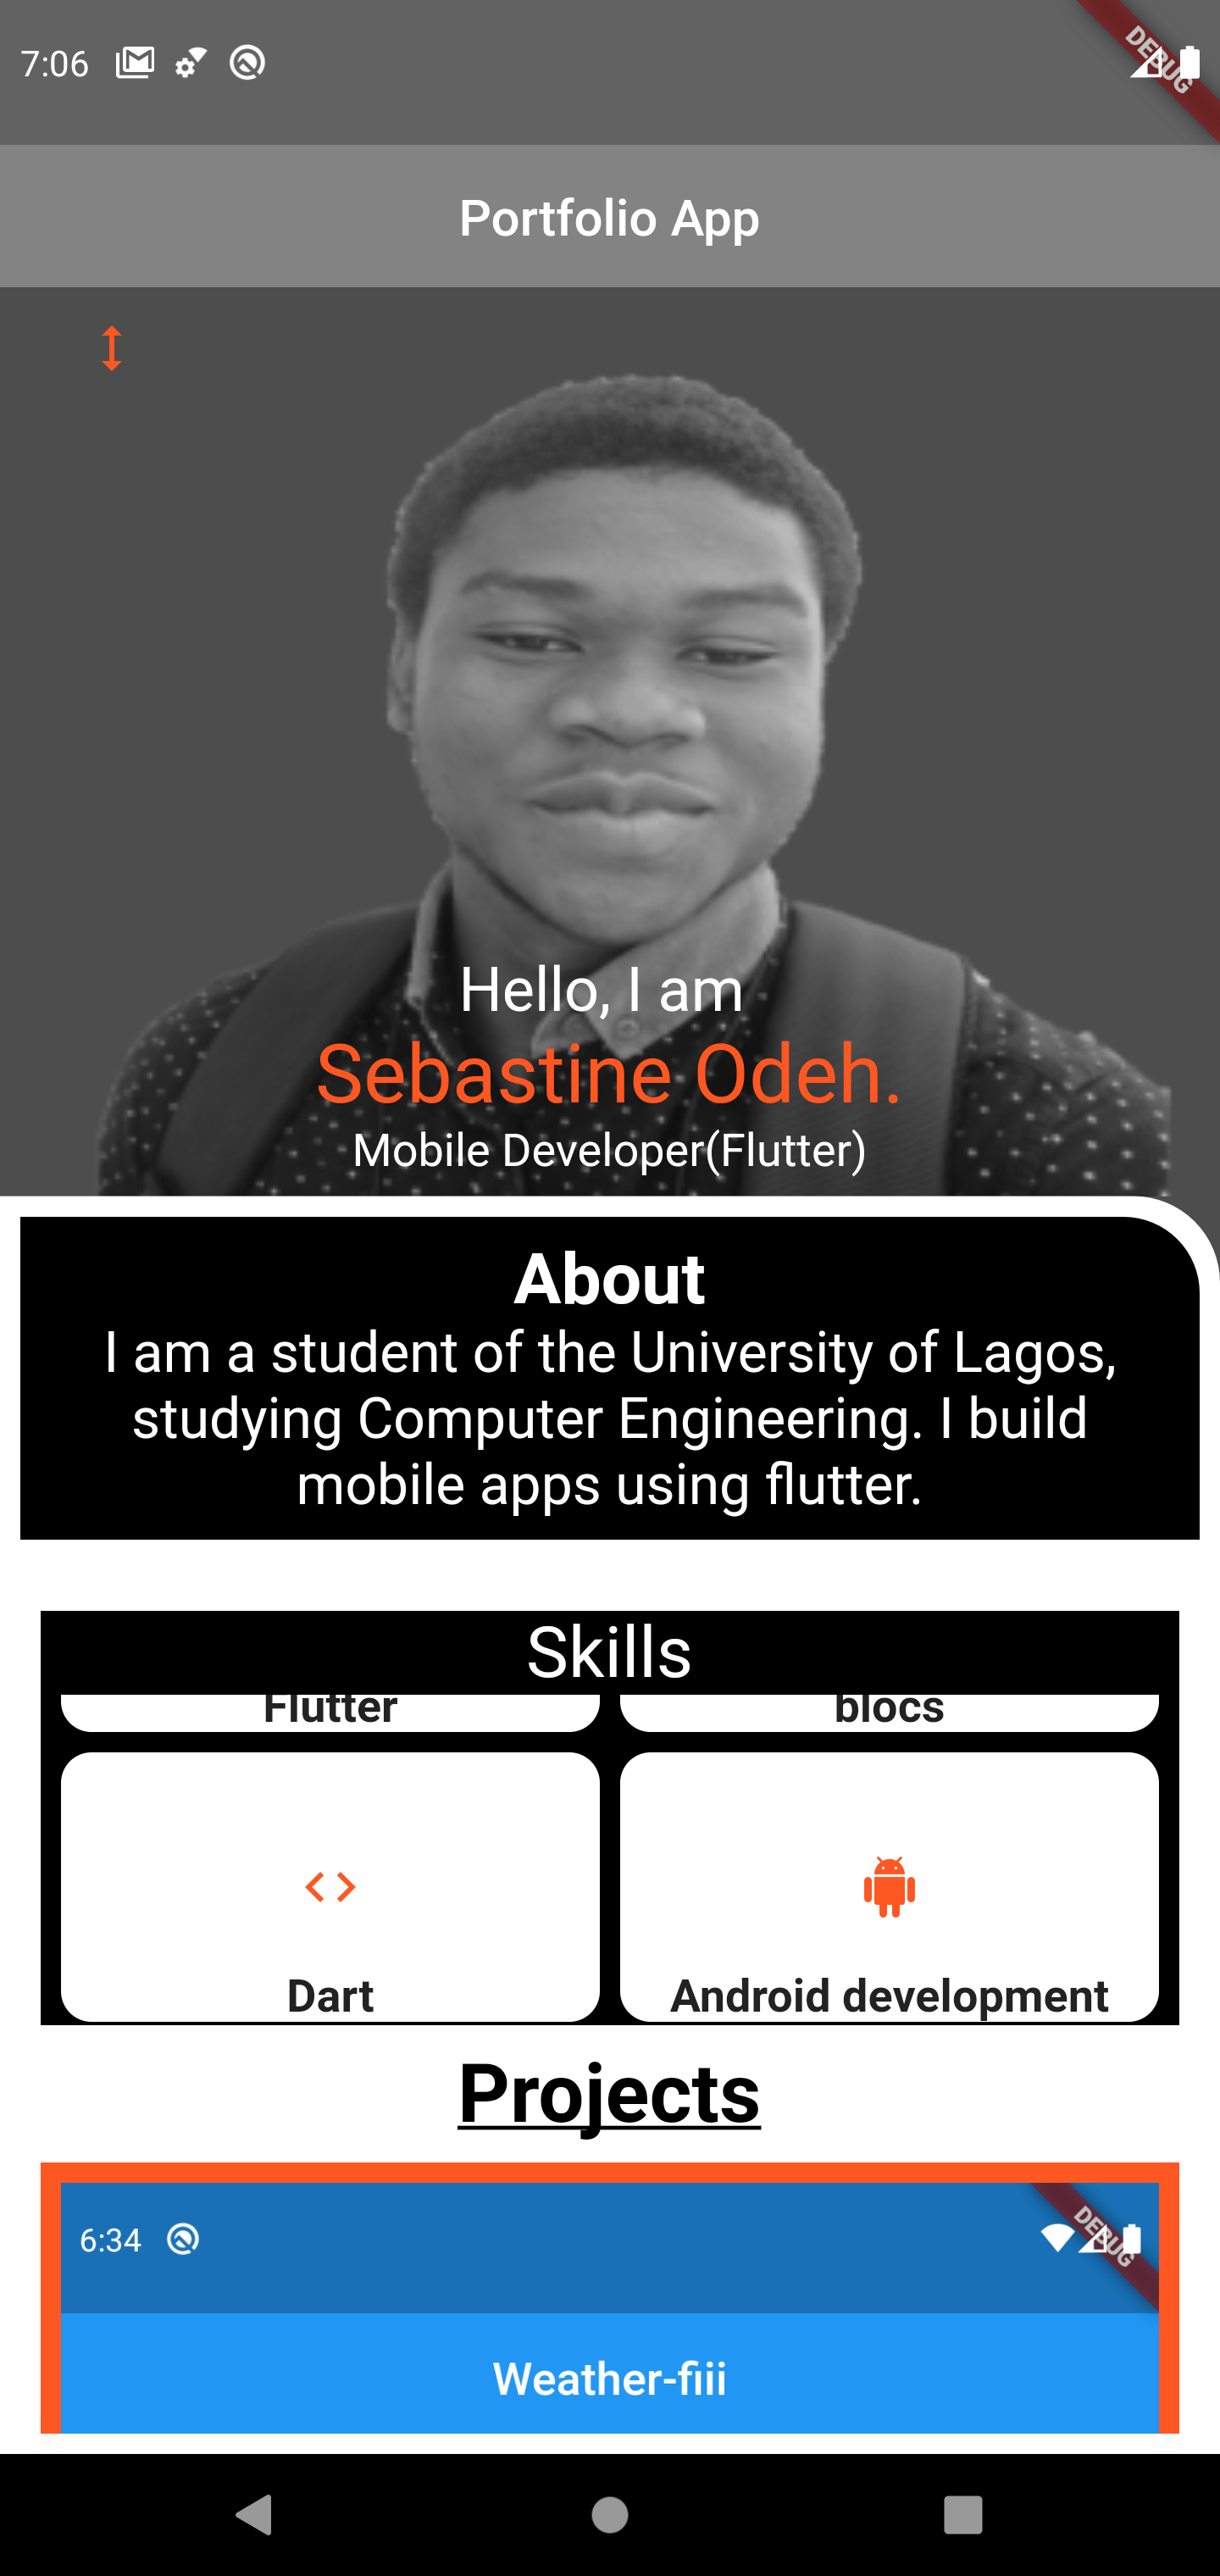 7:06
DEBUG
Portfolio App
Hello, I am
Sebastine Odeh.
Mobile Developer(Flutter)
About
I am a student of the University of Lagos,
studying Computer Engineering. I build
mobile apps using flutter.
Skills
Flutter
blocs
Dart
Android development
Projects
6:34
DEBUG
Weather-fiii